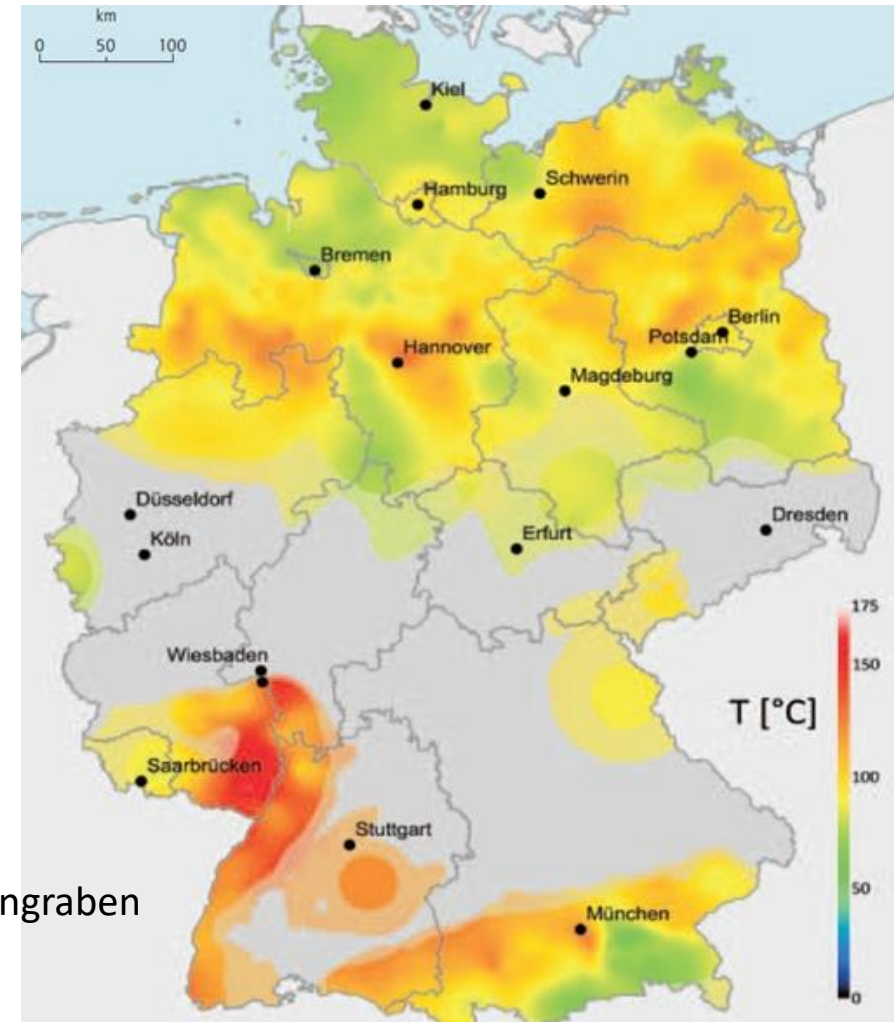 km
0 50 100
Kiel
Hamburg
Schwerin
Bremen
Berlin
Potsdam
Hannover
Magdeburg
Düsseldorf
Köln
Erfurt
Dresden
Wiesbaden
175
150
T [°C]
100
Saarbrücken
Stuttgart
50
ngraben
München
0